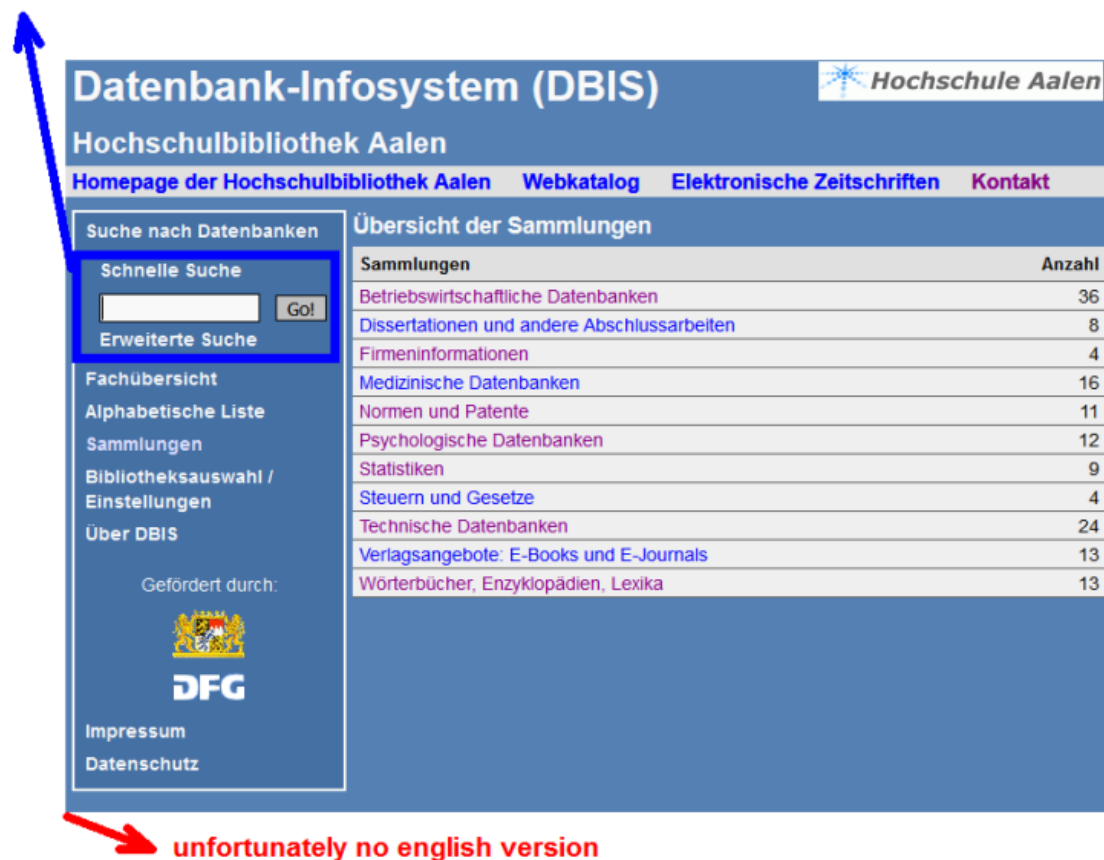 Datenbank-Infosystem (DBIS)
Hochschule Aalen
Hochschulbibliothek Aalen
Homepage der Hochschulbibliothek Aalen Webkatalog Elektronische Zeitschriften Kontakt
Suche nach Datenbanken
Schnelle Suche
Go!
Erweiterte Suche
Fachübersicht
Alphabetische Liste
Sammlungen
Bibliotheksauswahl /
Einstellungen
Über DBIS
Gefördert durch:
DFG
Impressum
Datenschutz
Übersicht der Sammlungen
Sammlungen Anzahl
Betriebswirtschaftliche Datenbanken 36
Dissertationen und andere Abschlussarbeiten 8
Firmeninformationen 4
Medizinische Datenbanken 16
Normen und Patente 11
Psychologische Datenbanken 12
Statistiken 9
Steuern und Gesetze 4
Technische Datenbanken 24
Verlagsangebote: E-Books und E-Journals 13
Wörterbücher, Enzyklopädien, Lexika 13
unfortunately no english version